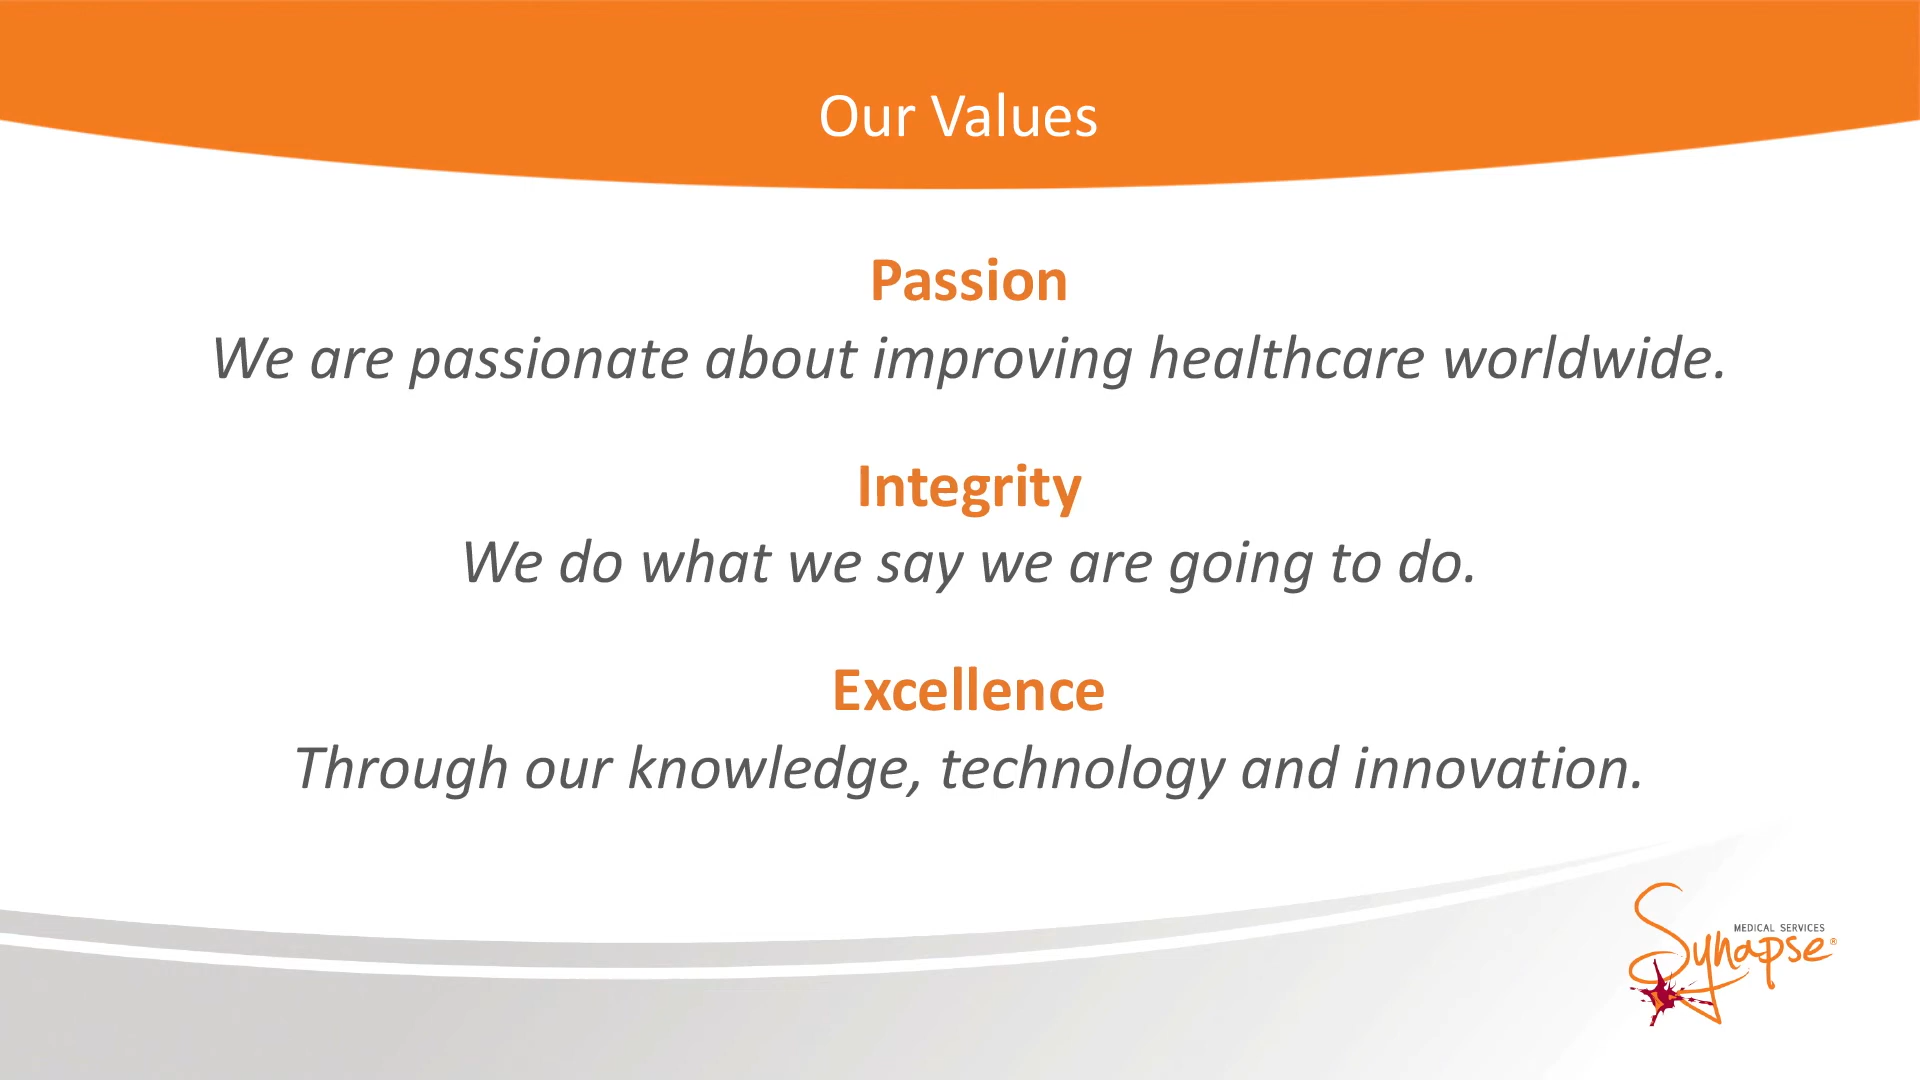 Our Values
Passion
We are passionate about improving healthcare worldwide.
Integrity
We do what we say we are going to do.
Excellence
Through our knowledge, technology and innovation.
MEDICAL SERVICES
Synapse®